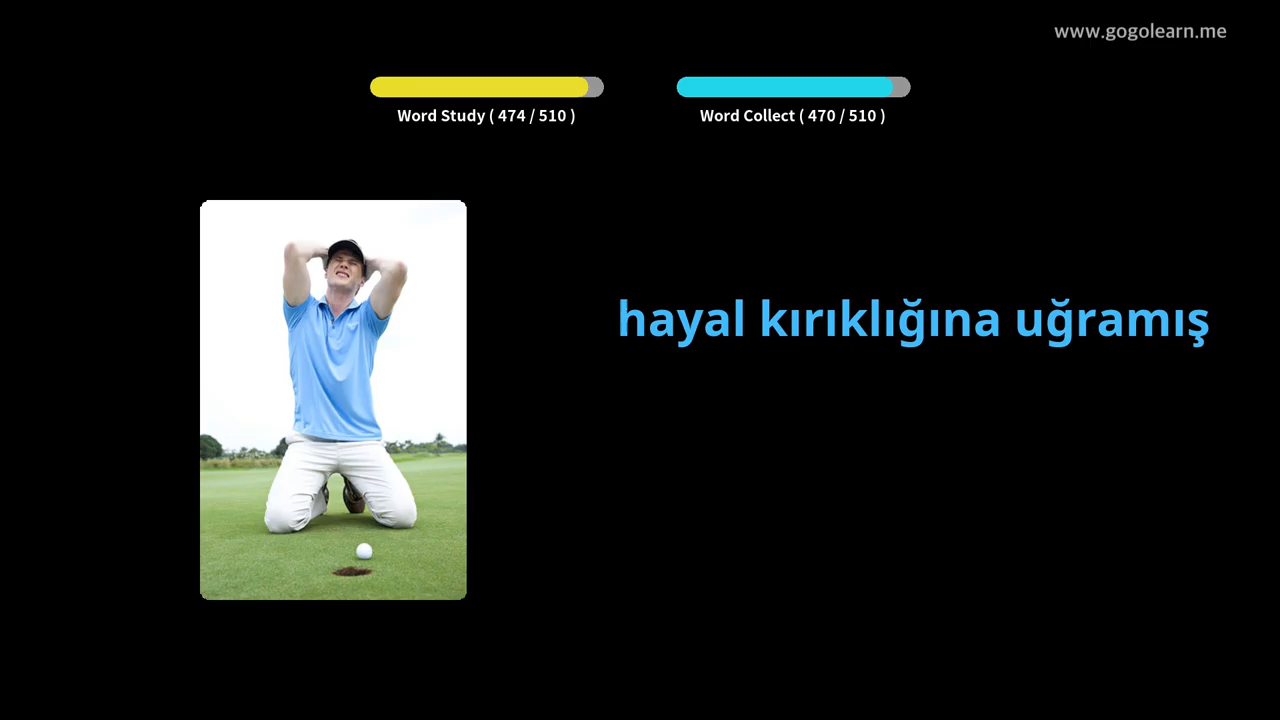 www.gogolearn.me
Word Study ( 474 / 510 )
Word Collect ( 470 / 510 )
hayal kırıklığına uğramış